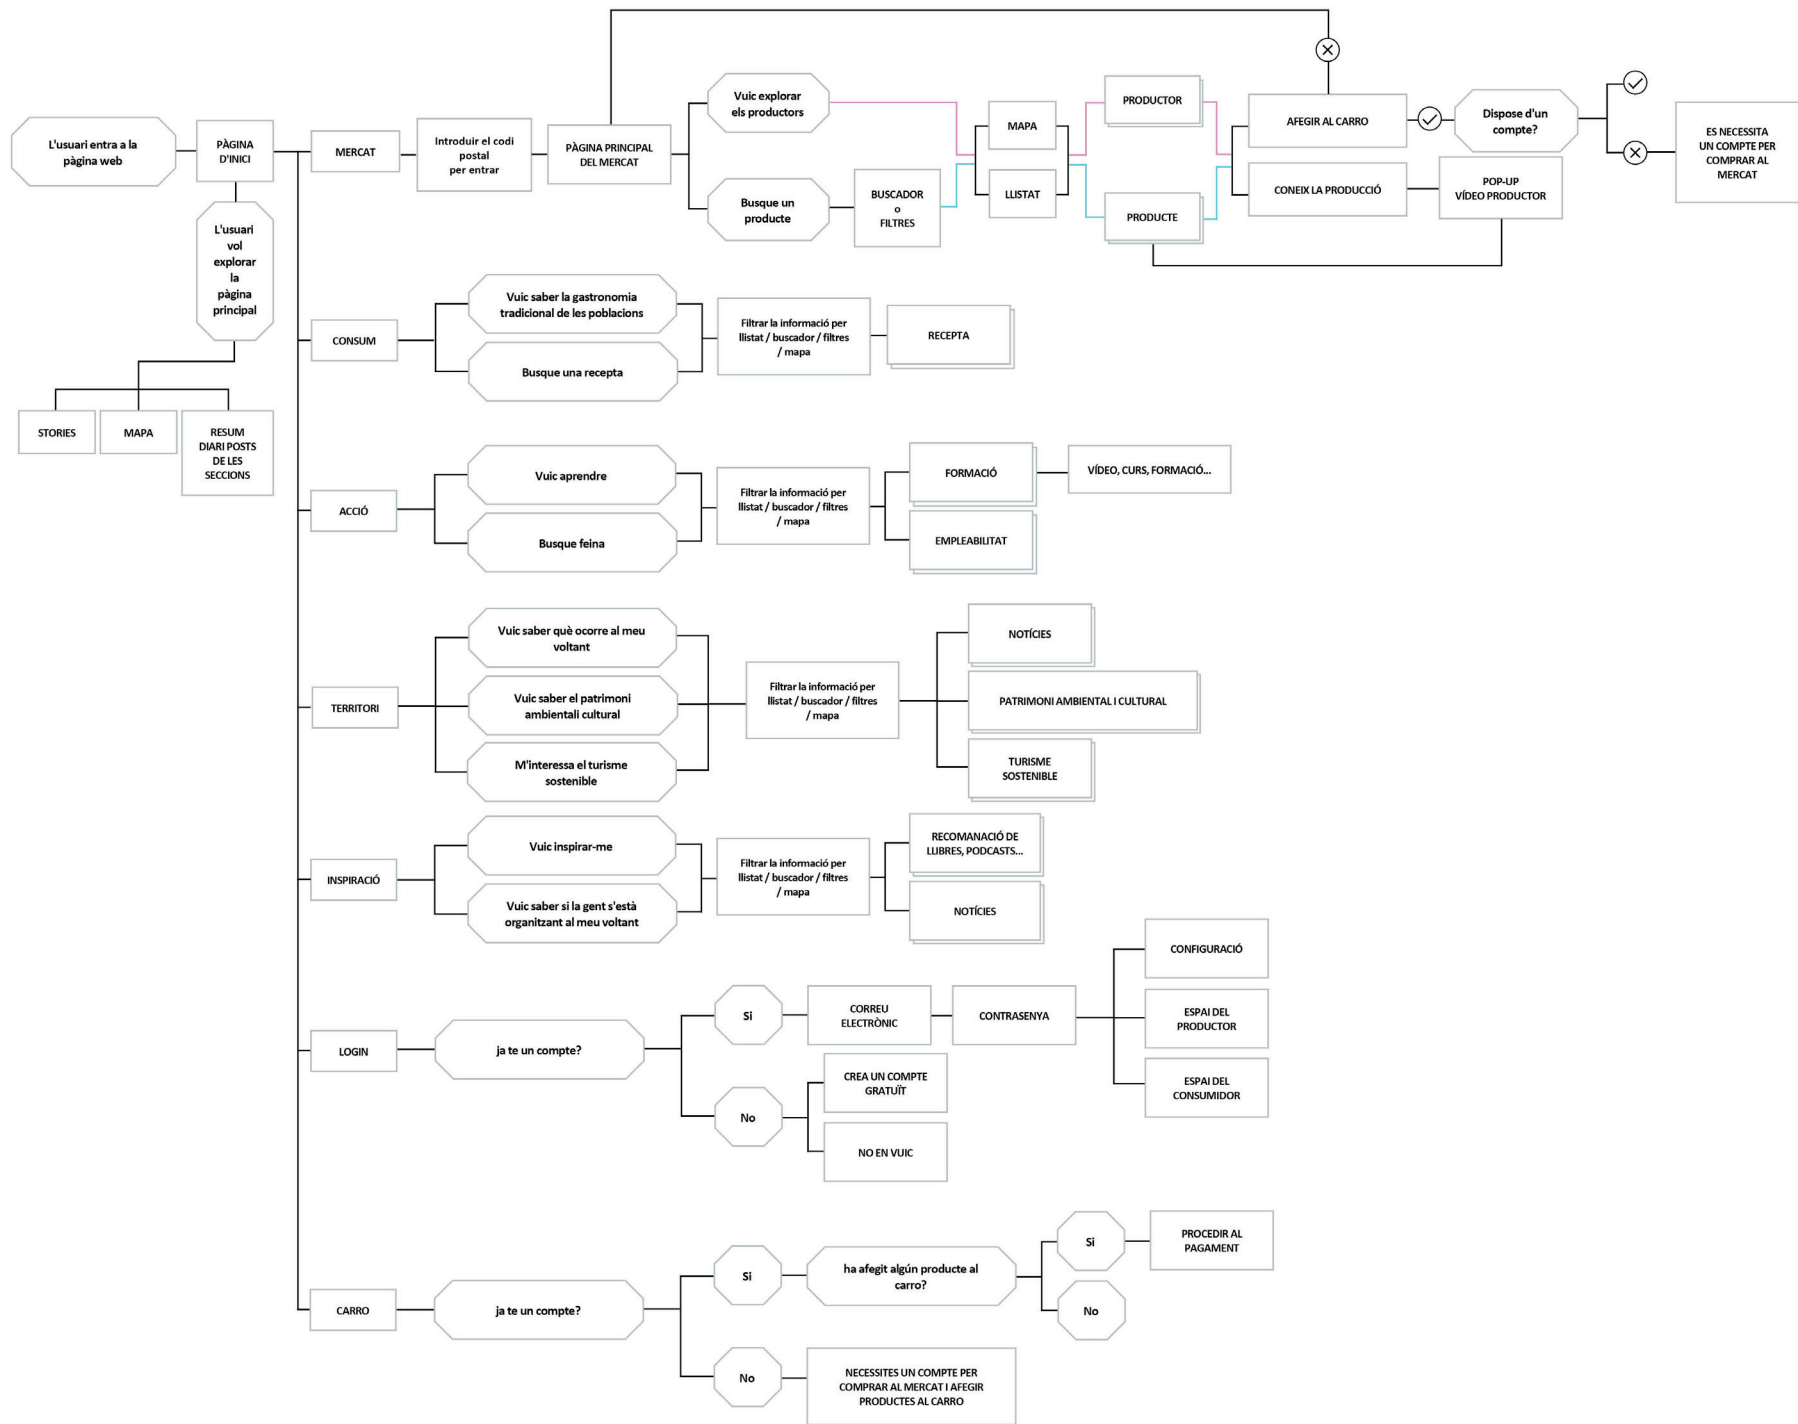 L'usuari entra a la
pàgina web
PÀGINA
D'INICI
L'usuari
vol
explorar
la
pàgina
principal
STORIES
MAPA
RESUM
DIARI POSTS
DE LES
SECCIONS
MERCAT
Introduir el codi
postal
per entrar
PÀGINA PRINCIPAL
DEL MERCAT
Vuic explorar
els productors
Busque un
producte
BUSCADOR
o
FILTRES
MAPA
LLISTAT
PRODUCTOR
PRODUCTE
AFEGIR AL CARRO
CONEIX LA PRODUCCIÓ
Dispose d'un
compte?
POP-UP
VÍDEO PRODUCTOR
ES NECESSITA
UN COMPTE PER
COMPRAR AL
MERCAT
CONSUM
Vuic saber la gastronomia
tradicional de les poblacions
Busque una recepta
Filtrar la informació per
llistat / buscador / filtres
/ mapa
RECEPTA
ACCIÓ
Vuic aprendre
Busque feina
Filtrar la informació per
llistat / buscador / filtres
/ mapa
FORMACIÓ
VÍDEO, CURS, FORMACIÓ...
EMPLEABILITAT
TERRITORI
Vuic saber què ocorre al meu
voltant
Vuic saber el patrimoni
ambientali cultural
M'interessa el turisme
sostenible
Filtrar la informació per
llistat / buscador / filtres
/ mapa
NOTÍCIES
PATRIMONI AMBIENTAL I CULTURAL
TURISME
SOSTENIBLE
INSPIRACIÓ
Vuic inspirar-me
Vuic saber si la gent s'està
organitzant al meu voltant
Filtrar la informació per
llistat / buscador / filtres
/ mapa
RECOMANACIÓ DE
LLIBRES, PODCASTS...
NOTÍCIES
LOGIN
ja te un compte?
Si
CORREU
ELECTRÒNIC
CONTRASENYA
CONFIGURACIÓ
ESPAI DEL
PRODUCTOR
ESPAI DEL
CONSUMIDOR
No
CREA UN COMPTE
GRATUÏT
NO EN VUIC
CARRO
ja te un compte?
Si
ha afegit algún producte al
carro?
Si
PROCEDIR AL
PAGAMENT
No
No
NECESSITES UN COMPTE PER
COMPRAR AL MERCAT I AFEGIR
PRODUCTES AL CARRO